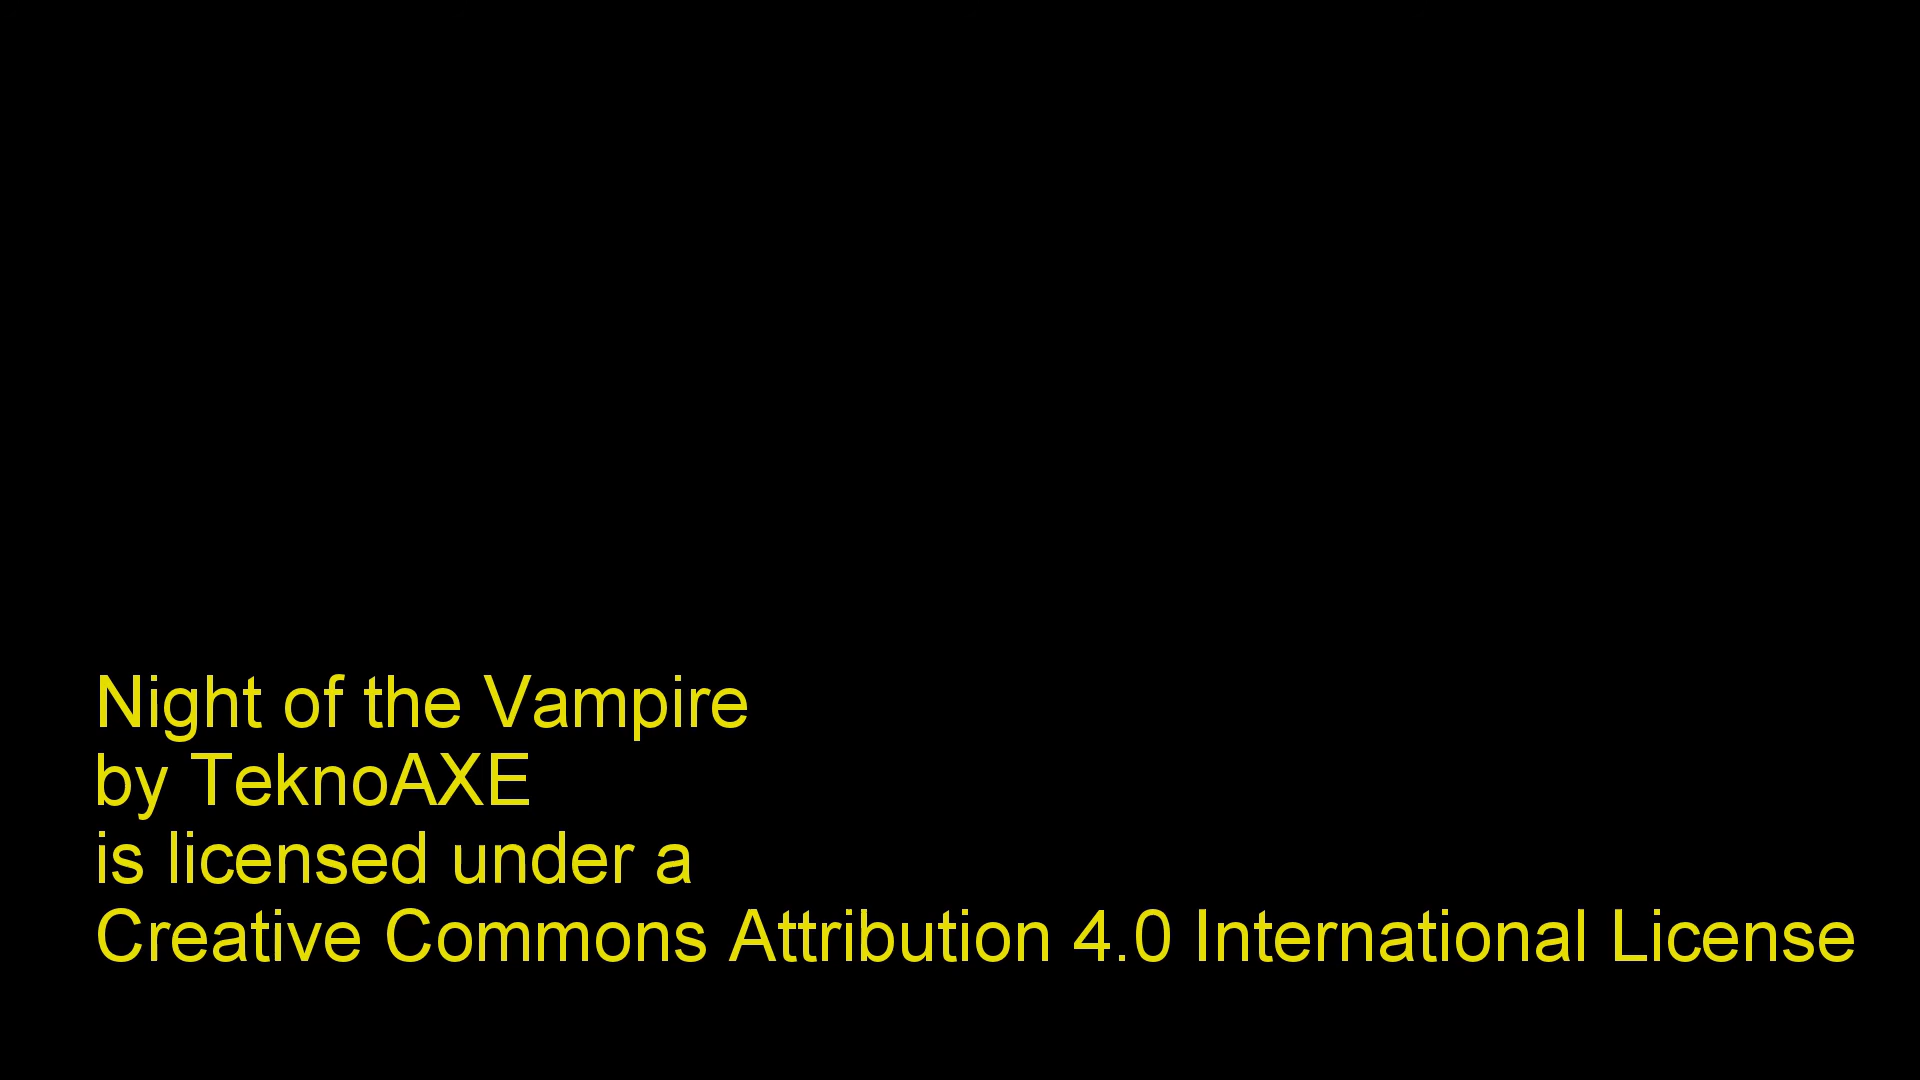 Night of the Vampire
by TeknoAXE
is licensed under a
Creative Commons Attribution 4.0 International License